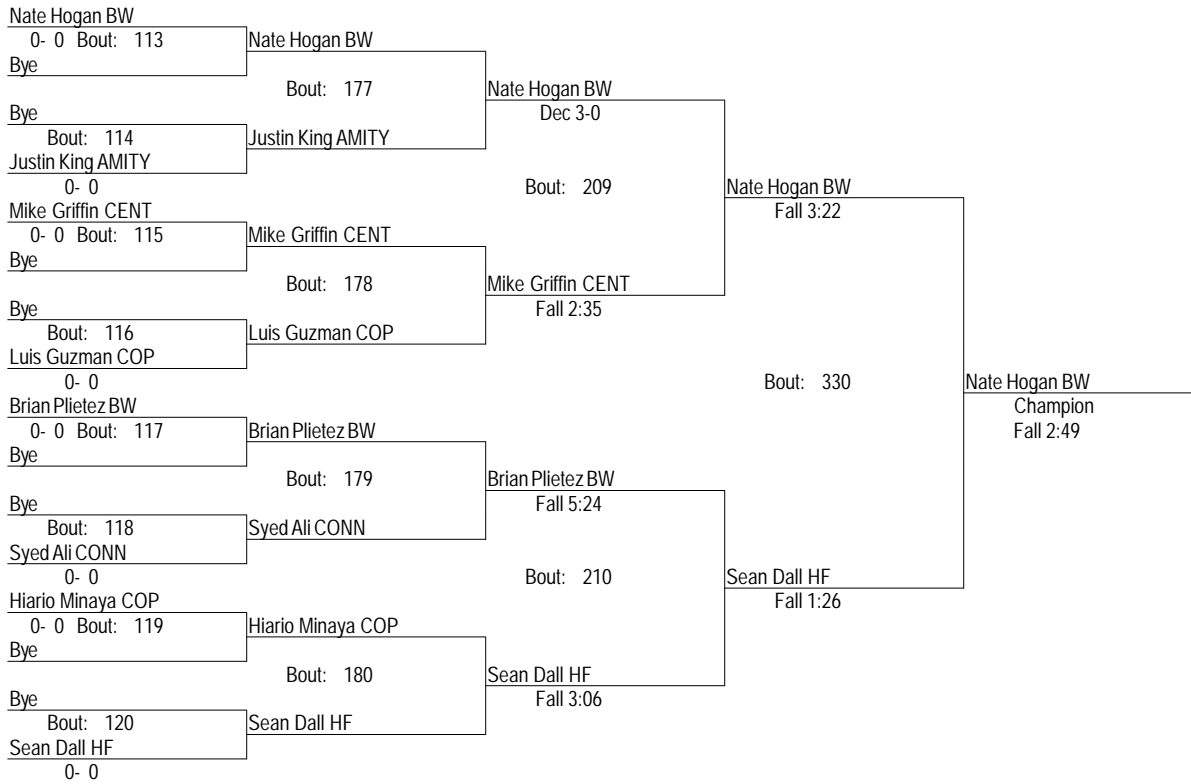 Nate Hogan BW
0- 0 Bout: 113 Nate Hogan BW
Bye
Bout: 177 Nate Hogan BW
Bye Dec 3-0
Bout: 114 Justin King AMITY
Justin King AMITY
0- 0 Bout: 209 Nate Hogan BW
Mike Griffin CENT Fall 3:22
0- 0 Bout: 115 Mike Griffin CENT
Bye
Bout: 178 Mike Griffin CENT
Bye Fall 2:35
Bout: 116 Luis Guzman COP
Luis Guzman COP
0- 0 Bout: 330 Nate Hogan BW
Brian Plietez BW Champion
0- 0 Bout: 117 Brian Plietez BW Fall 2:49
Bye
Bout: 179 Brian Plietez BW
Bye Fall 5:24
Bout: 118 Syed Ali CONN
Syed Ali CONN
0- 0 Bout: 210 Sean Dall HF
Hiario Minaya COP Fall 1:26
0- 0 Bout: 119 Hiario Minaya COP
Bye
Bout: 180 Sean Dall HF
Bye Fall 3:06
Bout: 120 Sean Dall HF
Sean Dall HF
0- 0